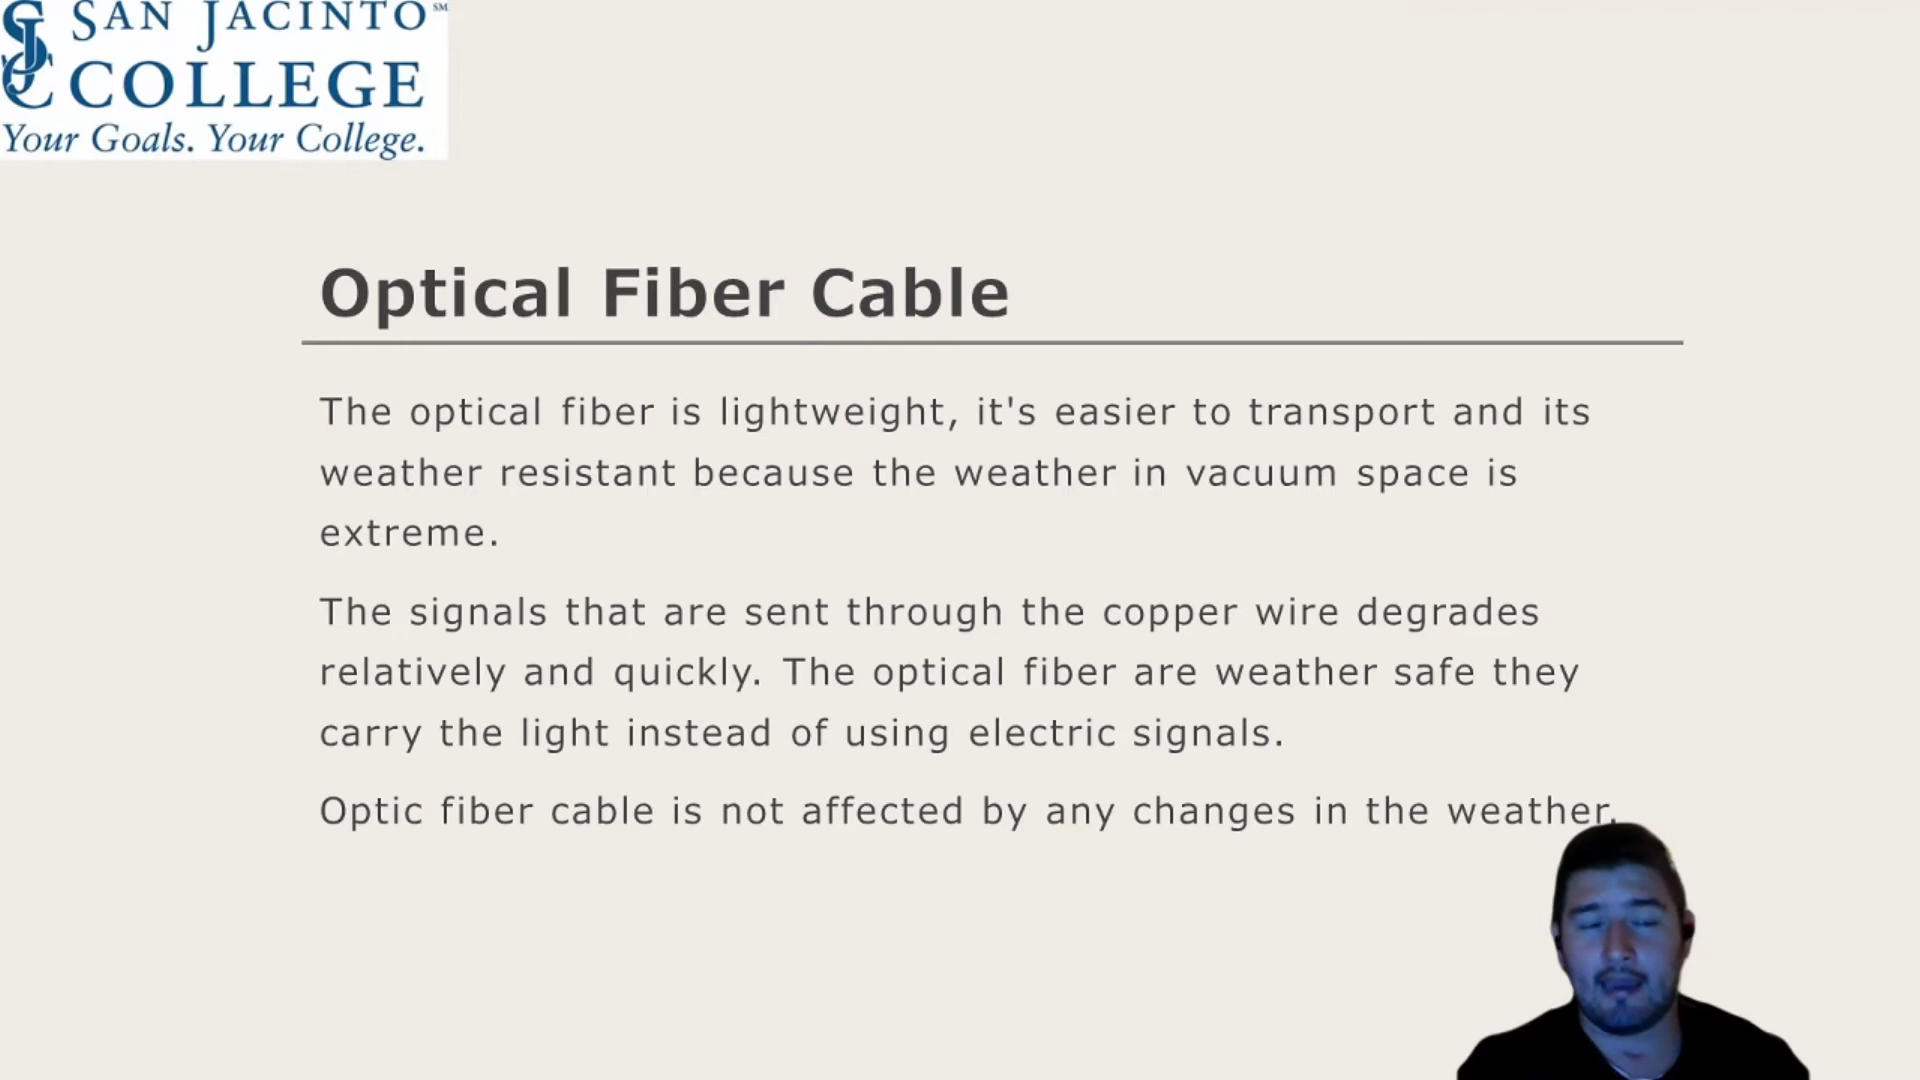 SAN JACINTO℠
COLLEGE
Your Goals. Your College.
Optical Fiber Cable
The optical fiber is lightweight, it's easier to transport and its
weather resistant because the weather in vacuum space is
extreme.
The signals that are sent through the copper wire degrades
relatively and quickly. The optical fiber are weather safe they
carry the light instead of using electric signals.
Optic fiber cable is not affected by any changes in the weather.